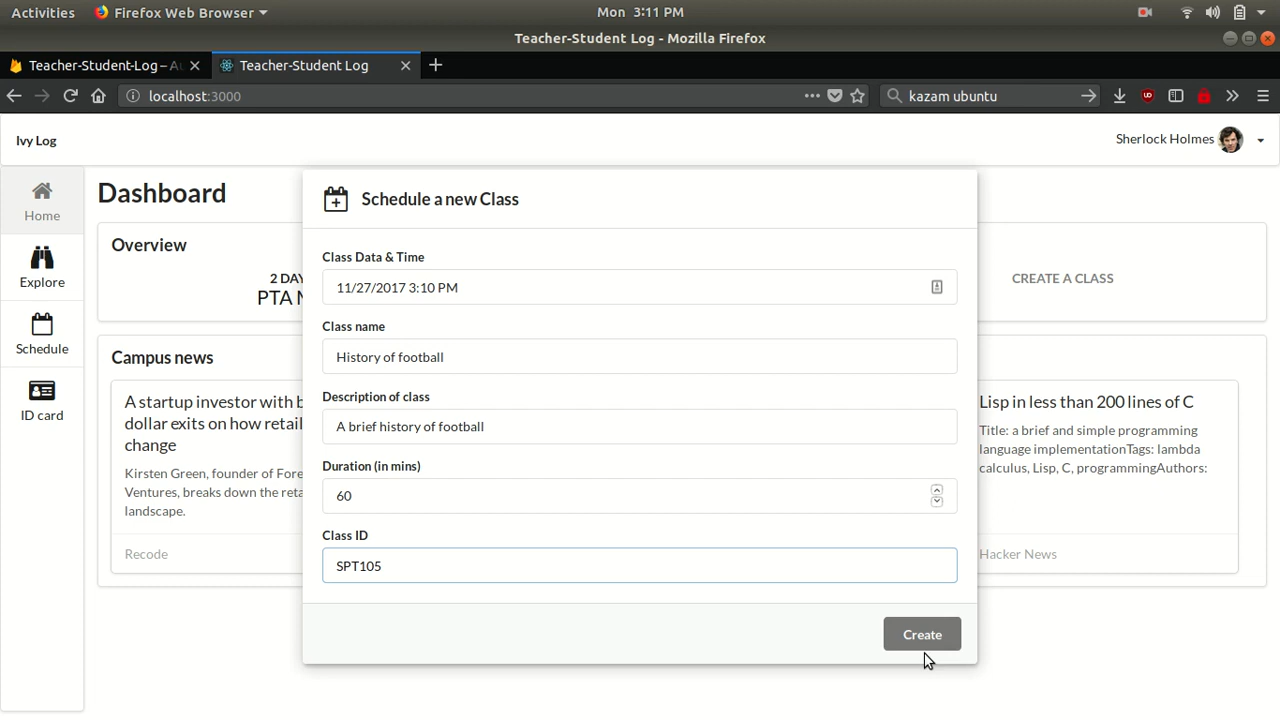 Activities
Firefox Web Browser
Mon 3:11 PM
Teacher-Student Log - Mozilla Firefox
Teacher-Student-Log – A
Teacher-Student Log
localhost:3000
kazam ubuntu
Ivy Log
Sherlock Holmes
Home
Explore
Schedule
ID card
Dashboard
Overview
2 DAY
PTA
CREATE A CLASS
Campus news
A startup investor with
dollar exits on how retail
change
Kirsten Green, founder of Fore
Ventures, breaks down the reta
landscape.
Recode
Lisp in less than 200 lines of C
Title: a brief and simple programming
language implementationTags: lambda
calculus, Lisp, C, programmingAuthors:
Hacker News
Schedule a new Class
Class Data & Time
11/27/2017 3:10 PM
Class name
History of football
Description of class
A brief history of football
Duration (in mins)
60
Class ID
SPT105
Create